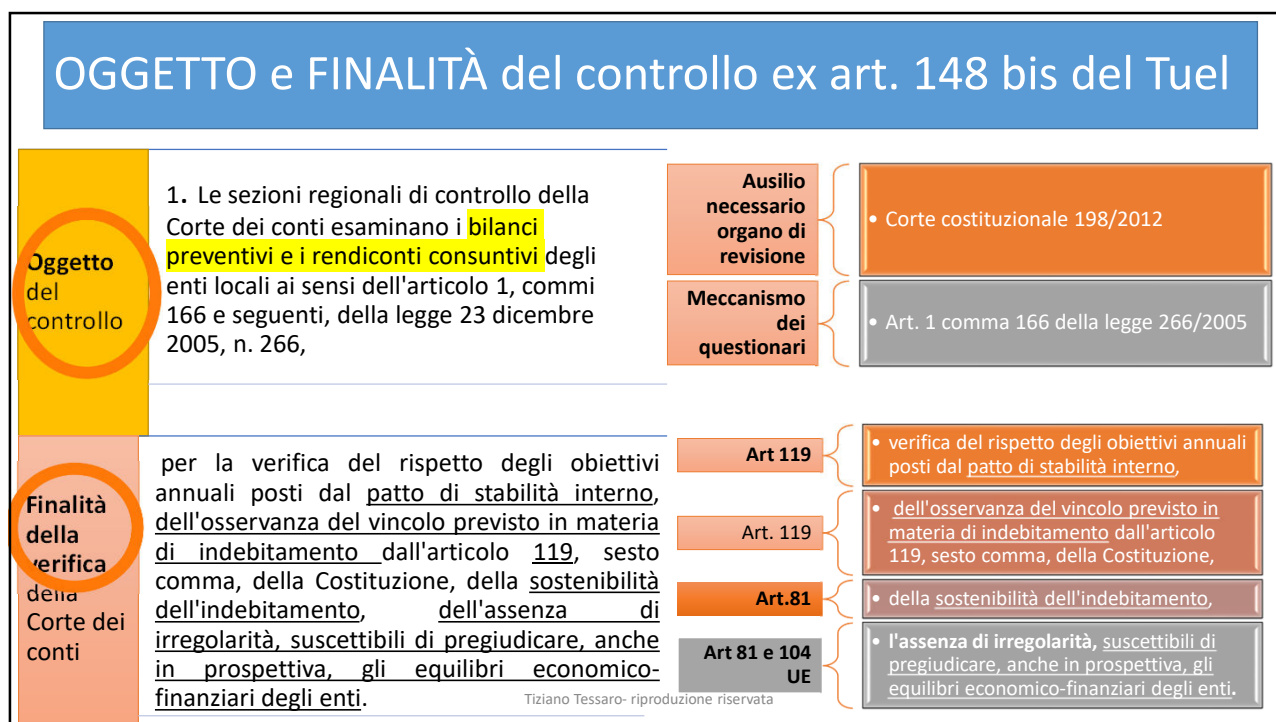 OGGETTO e FINALITÀ del controllo ex art. 148 bis del Tuel
Oggetto
del
controllo
1. Le sezioni regionali di controllo della
Corte dei conti esaminano i bilanci
preventivi e i rendiconti consuntivi degli
enti locali ai sensi dell'articolo 1, commi
166 e seguenti, della legge 23 dicembre
2005, n. 266,
Ausilio
necessario
organo di
revisione
• Corte costituzionale 198/2012
Meccanismo
dei
questionari
• Art. 1 comma 166 della legge 266/2005
Finalità
della
verifica
della
Corte dei
conti
per la verifica del rispetto degli obiettivi
annuali posti dal patto di stabilità interno,
dell'osservanza del vincolo previsto in materia
di indebitamento dall'articolo 119, sesto
comma, della Costituzione, della sostenibilità
dell'indebitamento, dell'assenza di
irregolarità, suscettibili di pregiudicare, anche
in prospettiva, gli equilibri economico-
finanziari degli enti.
Art 119
• verifica del rispetto degli obiettivi annuali
posti dal patto di stabilità interno,
Art. 119
• dell'osservanza del vincolo previsto in
materia di indebitamento dall'articolo
119, sesto comma, della Costituzione,
Art.81
• della sostenibilità dell'indebitamento,
Art 81 e 104
UE
• l'assenza di irregolarità, suscettibili di
pregiudicare, anche in prospettiva, gli
equilibri economico-finanziari degli enti.
Tiziano Tessaro- riproduzione riservata